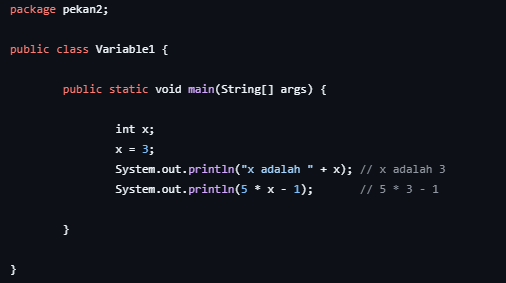 package pekan2;
public class Variable1 {
public static void main(String[] args) {
int x;
x = 3;
System.out.println("x adalah " + x); // x adalah 3
System.out.println(5 * x - 1); // 5 * 3 - 1
}
}